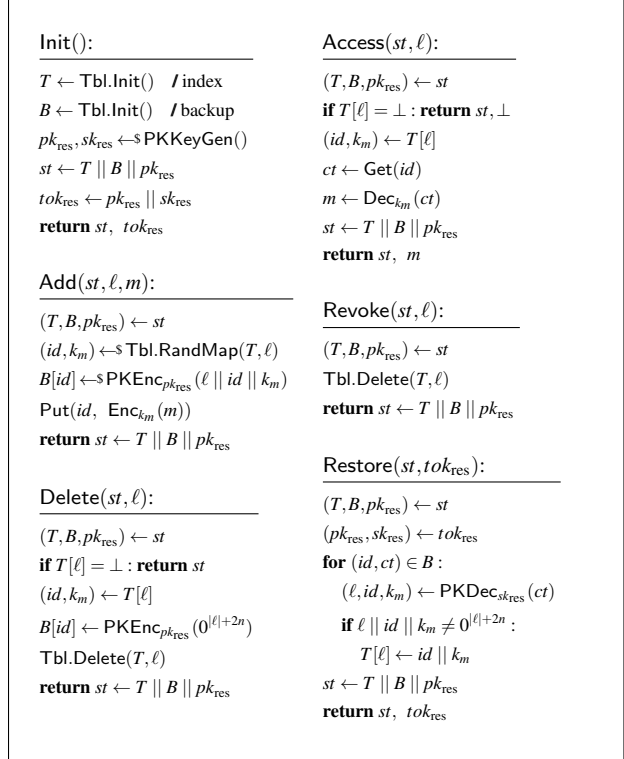 Init():
T ← Tbl.Init() // index
B ← Tbl.Init() // backup
pk_res, sk_res ←$ PKKeyGen()
st ← T || B || pk_res
tok_res ← pk_res || sk_res
return st, tok_res
Add(st, ℓ, m):
(T, B, pk_res) ← st
(id, k_m) ←$ Tbl.RandMap(T, ℓ)
B[id] ←$ PKEnc_pk_res(ℓ || id || k_m)
Put(id, Enc_k_m(m))
return st ← T || B || pk_res
Delete(st, ℓ):
(T, B, pk_res) ← st
if T[ℓ] = ⊥ : return st
(id, k_m) ← T[ℓ]
B[id] ← PKEnc_pk_res(0^|ℓ|+2n)
Tbl.Delete(T, ℓ)
return st ← T || B || pk_res
Access(st, ℓ):
(T, B, pk_res) ← st
if T[ℓ] = ⊥ : return st, ⊥
(id, k_m) ← T[ℓ]
ct ← Get(id)
m ← Dec_k_m(ct)
st ← T || B || pk_res
return st, m
Revoke(st, ℓ):
(T, B, pk_res) ← st
Tbl.Delete(T, ℓ)
return st ← T || B || pk_res
Restore(st, tok_res):
(T, B, pk_res) ← st
(pk_res, sk_res) ← tok_res
for (id, ct) ∈ B :
(ℓ, id, k_m) ← PKDec_sk_res(ct)
if ℓ || id || k_m ≠ 0^|ℓ|+2n :
T[ℓ] ← id || k_m
st ← T || B || pk_res
return st, tok_res